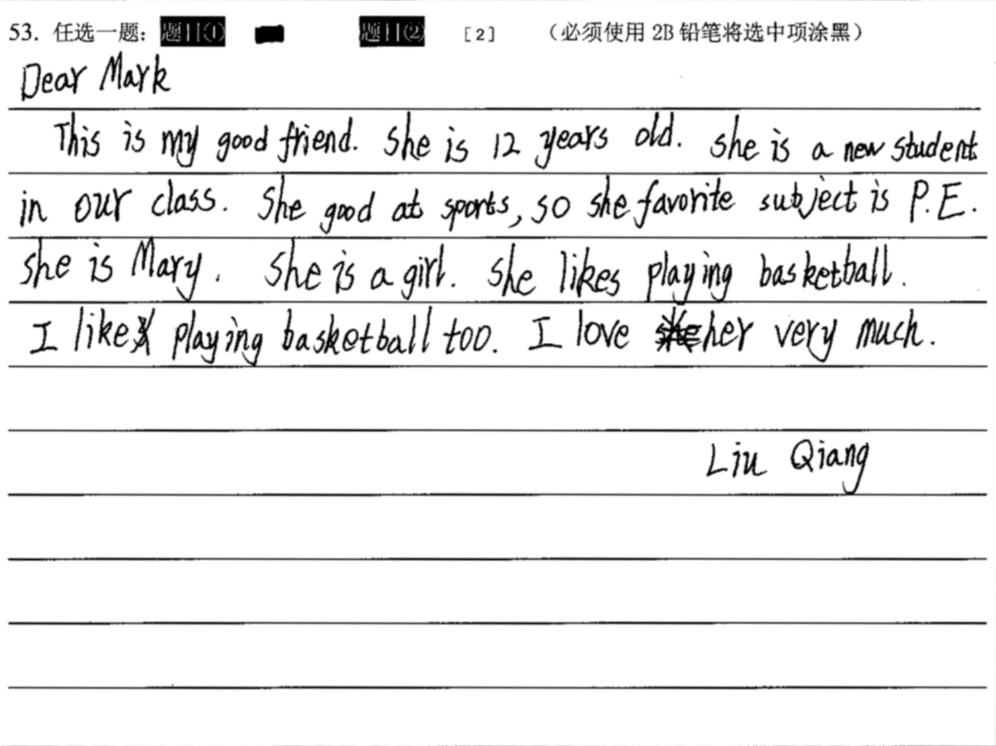 53. 任选一题: 题目① 题目② [2] (必须使用 2B 铅笔将选中项涂黑)
Dear Mark
This is my good friend. She is 12 years old. she is a new student
in our class. She good at sports, so she favorite subject is P.E.
she is Mary. She is a girl. She likes playing basketball.
I like playing basketball too. I love her very much.
Liu Qiang